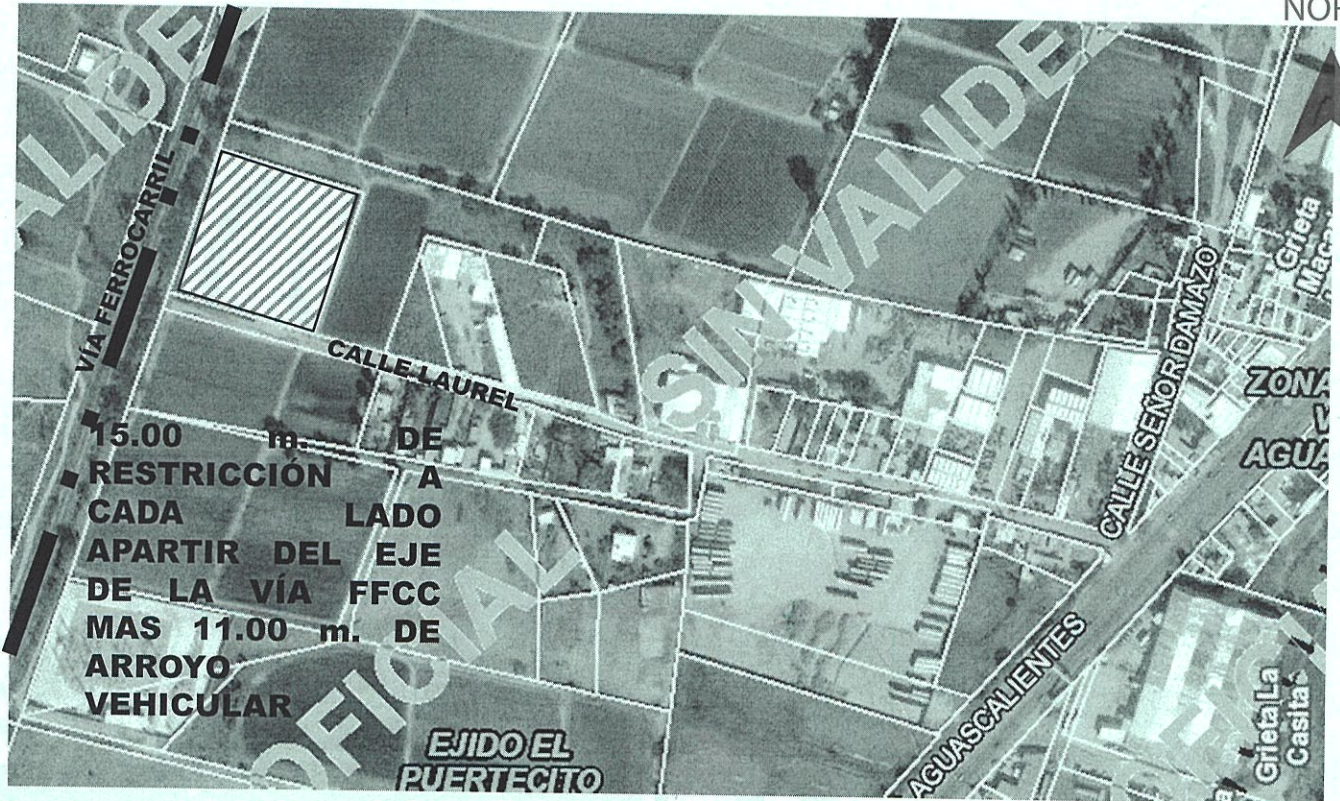 NOR
VALIDE
VALIDEZ
VÍA FERROCARRIL
SIN VALIDEZ
CALLE LAUREL
CALLE SEÑOR DAMAZO
Grieta
ZONA
AGUA
15.00 m. DE
RESTRICCIÓN A
CADA LADO
APARTIR DEL EJE
DE LA VÍA FFCC
MAS 11.00 m. DE
ARROYO
VEHICULAR
OFICIAL
EJIDO EL
PUERTECITO
AGUASCALIENTES
Grieta La
Casita